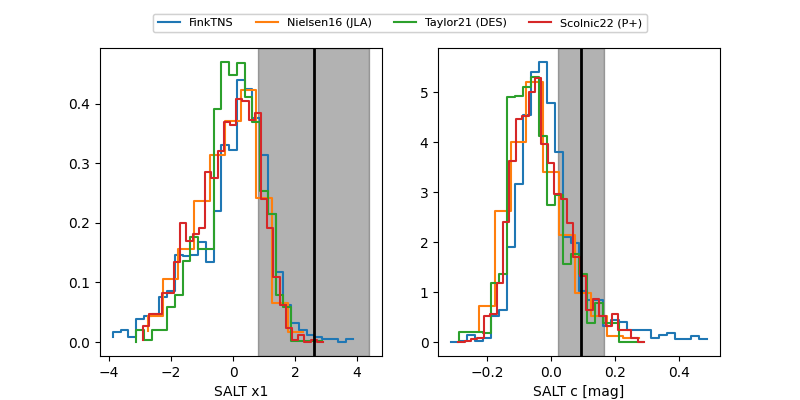 FinkTNS Nielsen16 (JLA) Taylor21 (DES) Scolnic22 (P+)
0.4
0.3
0.2
0.1
0.0
−4 −2 0 2 4
SALT x1
5
4
3
2
1
0
−0.2 0.0 0.2 0.4
SALT c [mag]